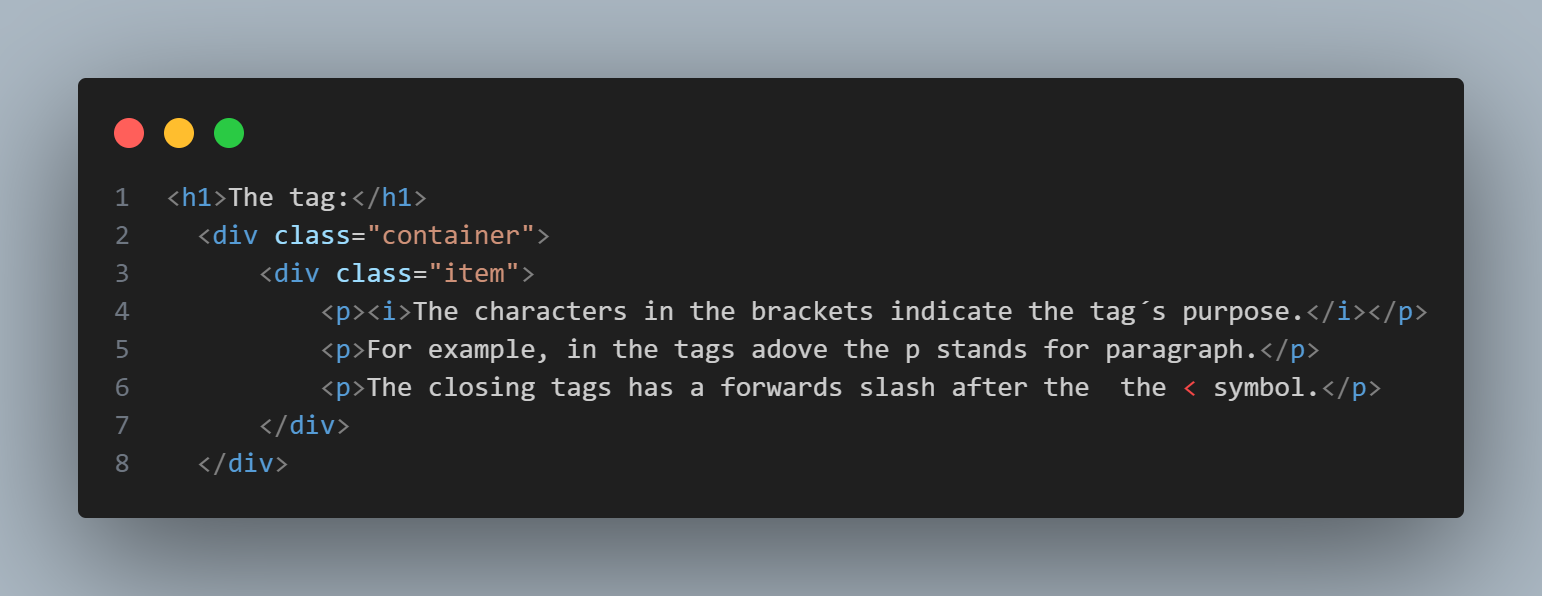 1 <h1>The tag:</h1>
2 <div class="container">
3 <div class="item">
4 <p><i>The characters in the brackets indicate the tag´s purpose.</i></p>
5 <p>For example, in the tags adove the p stands for paragraph.</p>
6 <p>The closing tags has a forwards slash after the  the < symbol.</p>
7 </div>
8 </div>